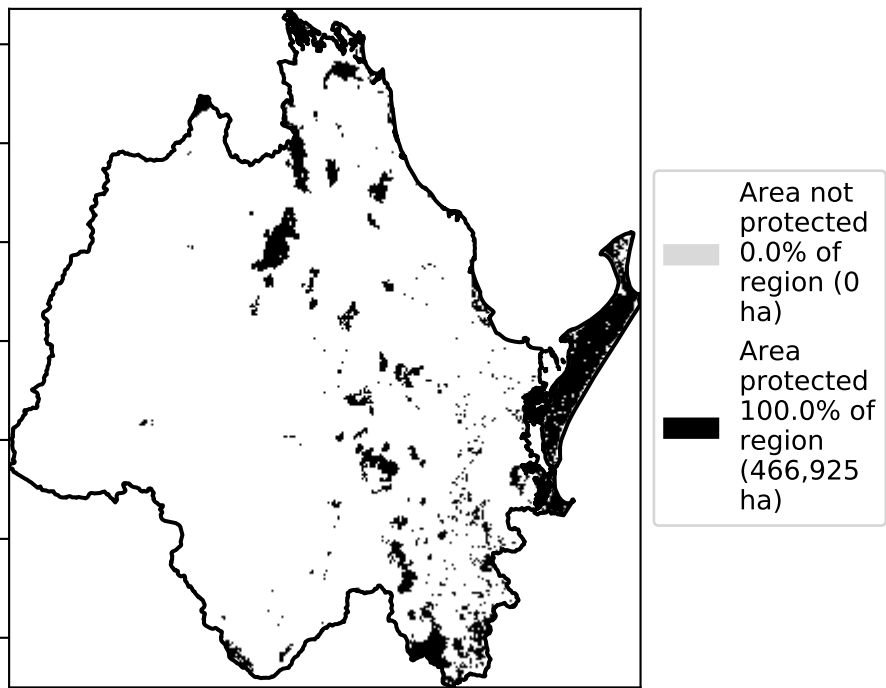 Area not
protected
0.0% of
region (0
ha)
Area
protected
100.0% of
region
(466,925
ha)